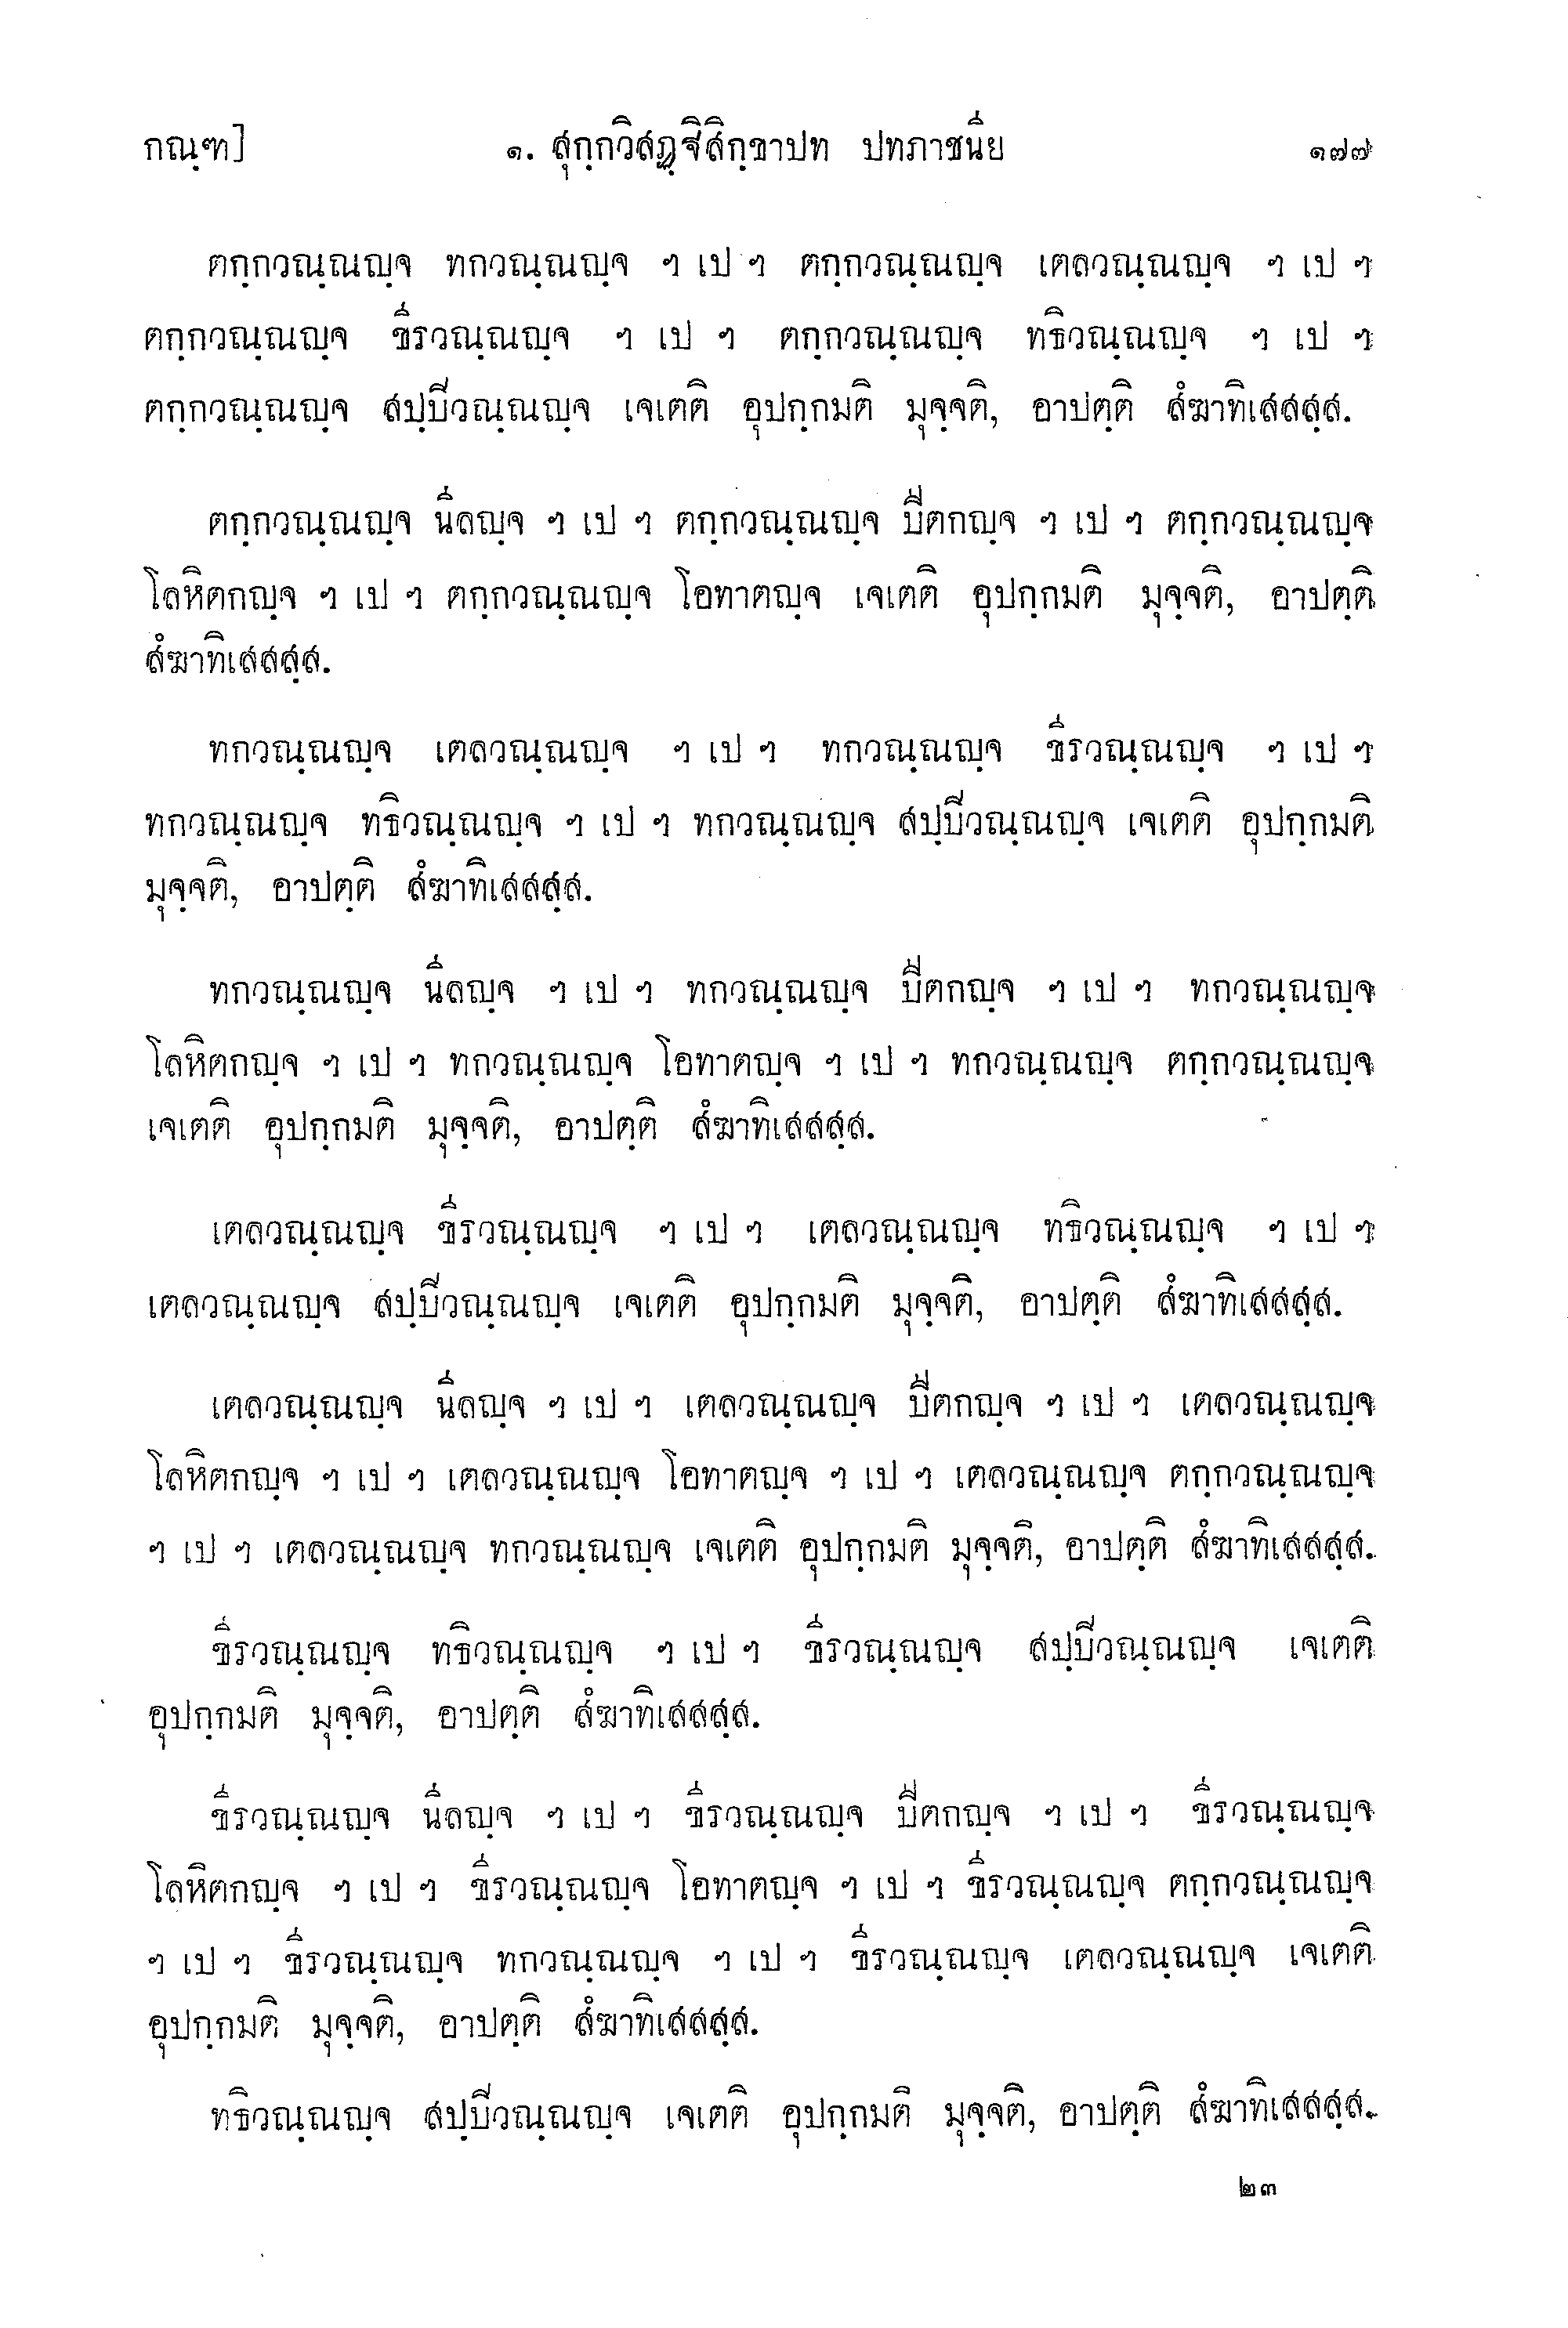 กณฺฑ] ๑. สุกฺกวิสฏฺฐิสิกฺขาปท ปทภาชนีย ๑๗๗
ตกฺกวณฺณญฺจ ทกวณฺณญฺจ ฯ เป ฯ ตกฺกวณฺณญฺจ เตลวณฺณญฺจ ฯ เป ฯ
ตกฺกวณฺณญฺจ ขีรวณฺณญฺจ ฯ เป ฯ ตกฺกวณฺณญฺจ ทธิวณฺณญฺจ ฯ เป ฯ
ตกฺกวณฺณญฺจ สปฺปิวณฺณญฺจ เจเตติ อุปกฺกมติ มุจฺจติ, อาปตฺติ สํฆาทิเสสสฺส.
ตกฺกวณฺณญฺจ นีลญฺจ ฯ เป ฯ ตกฺกวณฺณญฺจ ปีตกญฺจ ฯ เป ฯ ตกฺกวณฺณญฺจ
โลหิตกญฺจ ฯ เป ฯ ตกฺกวณฺณญฺจ โอทาตญฺจ เจเตติ อุปกฺกมติ มุจฺจติ, อาปตฺติ
สํฆาทิเสสสฺส.
ทกวณฺณญฺจ เตลวณฺณญฺจ ฯ เป ฯ ทกวณฺณญฺจ ขีรวณฺณญฺจ ฯ เป ฯ
ทกวณฺณญฺจ ทธิวณฺณญฺจ ฯ เป ฯ ทกวณฺณญฺจ สปฺปิวณฺณญฺจ เจเตติ อุปกฺกมติ
มุจฺจติ, อาปตฺติ สํฆาทิเสสสฺส.
ทกวณฺณญฺจ นีลญฺจ ฯ เป ฯ ทกวณฺณญฺจ ปีตกญฺจ ฯ เป ฯ ทกวณฺณญฺจ
โลหิตกญฺจ ฯ เป ฯ ทกวณฺณญฺจ โอทาตญฺจ ฯ เป ฯ ทกวณฺณญฺจ ตกฺกวณฺณญฺจ
เจเตติ อุปกฺกมติ มุจฺจติ, อาปตฺติ สํฆาทิเสสสฺส.
เตลวณฺณญฺจ ขีรวณฺณญฺจ ฯ เป ฯ เตลวณฺณญฺจ ทธิวณฺณญฺจ ฯ เป ฯ
เตลวณฺณญฺจ สปฺปิวณฺณญฺจ เจเตติ อุปกฺกมติ มุจฺจติ, อาปตฺติ สํฆาทิเสสสฺส.
เตลวณฺณญฺจ นีลญฺจ ฯ เป ฯ เตลวณฺณญฺจ ปีตกญฺจ ฯ เป ฯ เตลวณฺณญฺจ
โลหิตกญฺจ ฯ เป ฯ เตลวณฺณญฺจ โอทาตญฺจ ฯ เป ฯ เตลวณฺณญฺจ ตกฺกวณฺณญฺจ
ฯ เป ฯ เตลวณฺณญฺจ ทกวณฺณญฺจ เจเตติ อุปกฺกมติ มุจฺจติ, อาปตฺติ สํฆาทิเสสสฺส.
ขีรวณฺณญฺจ ทธิวณฺณญฺจ ฯ เป ฯ ขีรวณฺณญฺจ สปฺปิวณฺณญฺจ เจเตติ
อุปกฺกมติ มุจฺจติ, อาปตฺติ สํฆาทิเสสสฺส.
ขีรวณฺณญฺจ นีลญฺจ ฯ เป ฯ ขีรวณฺณญฺจ ปีตกญฺจ ฯ เป ฯ ขีรวณฺณญฺจ
โลหิตกญฺจ ฯ เป ฯ ขีรวณฺณญฺจ โอทาตญฺจ ฯ เป ฯ ขีรวณฺณญฺจ ตกฺกวณฺณญฺจ
ฯ เป ฯ ขีรวณฺณญฺจ ทกวณฺณญฺจ ฯ เป ฯ ขีรวณฺณญฺจ เตลวณฺณญฺจ เจเตติ
อุปกฺกมติ มุจฺจติ, อาปตฺติ สํฆาทิเสสสฺส.
ทธิวณฺณญฺจ สปฺปิวณฺณญฺจ เจเตติ อุปกฺกมติ มุจฺจติ, อาปตฺติ สํฆาทิเสสสฺส.
๒๓